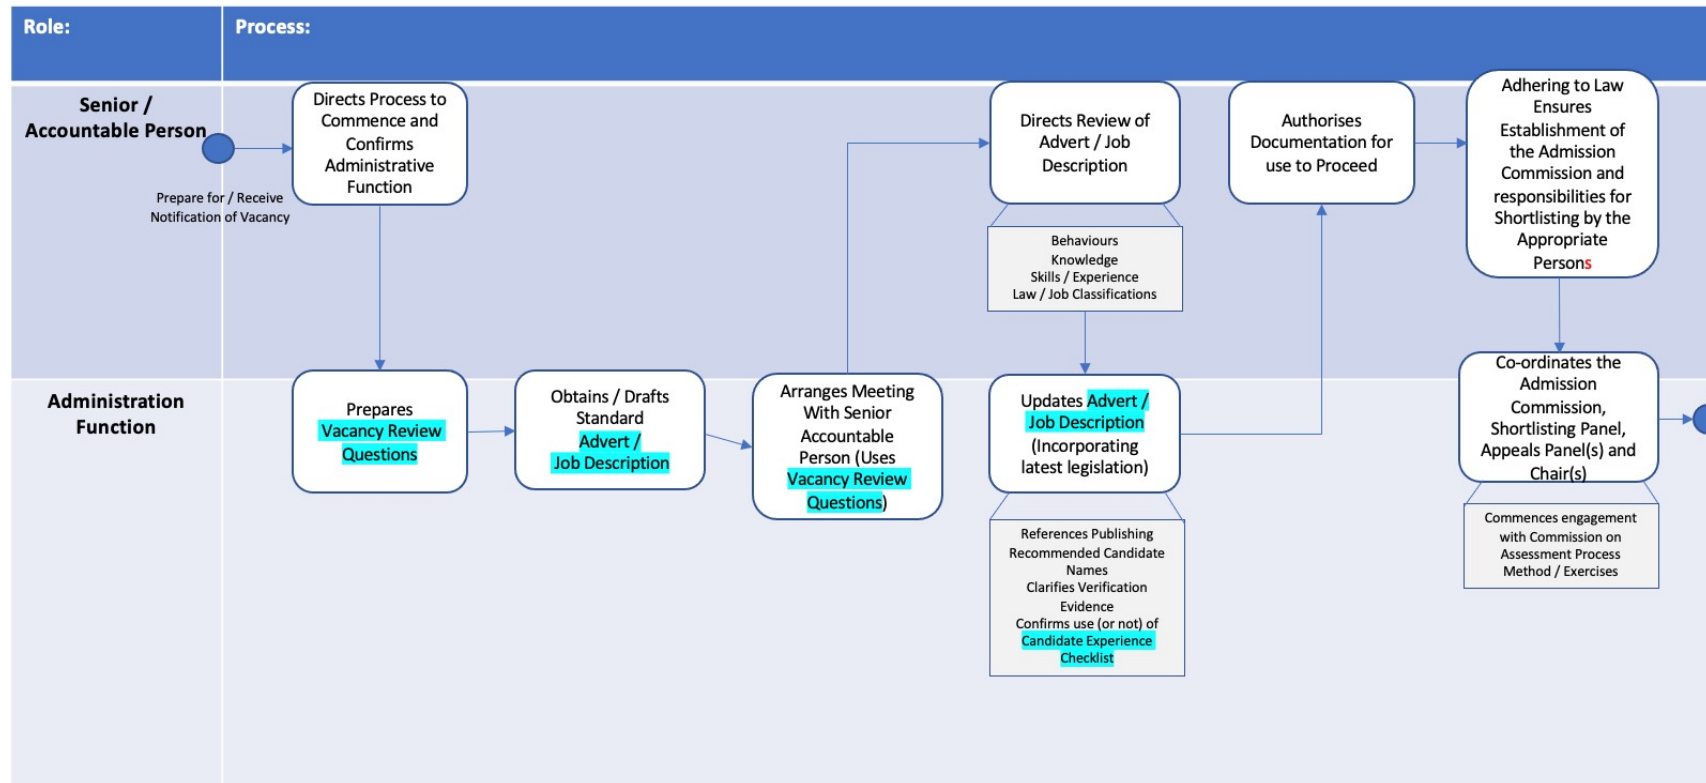 Role:
Process:
Senior /
Accountable Person
Prepare for / Receive
Notification of Vacancy
Directs Process to
Commence and
Confirms
Administrative
Function
Directs Review of
Advert / Job
Description
Behaviours
Knowledge
Skills / Experience
Law / Job Classifications
Authorises
Documentation for
use to Proceed
Adhering to Law
Ensures
Establishment of
the Admission
Commission and
responsibilities for
Shortlisting by the
Appropriate
Persons
Administration
Function
Prepares
Vacancy Review
Questions
Obtains / Drafts
Standard
Advert /
Job Description
Arranges Meeting
With Senior
Accountable
Person (Uses
Vacancy Review
Questions)
Updates Advert /
Job Description
(Incorporating
latest legislation)
References Publishing
Recommended Candidate
Names
Clarifies Verification
Evidence
Confirms use (or not) of
Candidate Experience
Checklist
Co-ordinates the
Admission
Commission,
Shortlisting Panel,
Appeals Panel(s) and
Chair(s)
Commences engagement
with Commission on
Assessment Process
Method / Exercises